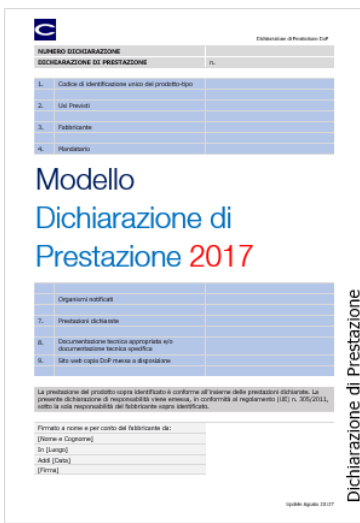 Dichiarazione di Prestazione DoP
NUMERO DICHIARAZIONE
DICHIARAZIONE DI PRESTAZIONE n.
1. Codice di identificazione unico del prodotto-tipo
2. Usi Previsti
3. Fabbricante
4. Mandatario
Modello
Dichiarazione di
Prestazione 2017
Organismi notificati
7. Prestazioni dichiarate
8. Documentazione tecnica appropriata e/o
documentazione tecnica specifica
9. Sito web copia DoP messa a disposizione
La prestazione del prodotto sopra identificato è conforme all'insieme delle prestazioni dichiarate. La
presente dichiarazione di responsabilità viene emessa, in conformità al regolamento (UE) n. 305/2011,
sotto la sola responsabilità del fabbricante sopra identificato.
Firmato a nome e per conto del fabbricante da:
[Nome e Cognome]
In [Luogo]
Addì [Data]
[Firma]
Update Agosto 2017
Dichiarazione di Prestazione